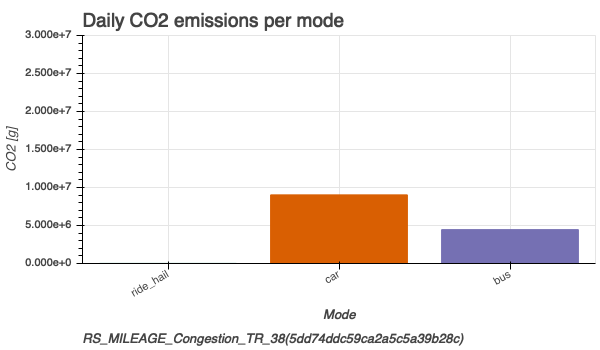 Daily CO2 emissions per mode
3.000e+7
2.500e+7
2.000e+7
1.500e+7
1.000e+7
5.000e+6
0.000e+0
CO2 [g]
ride_hail
car
bus
Mode
RS_MILEAGE_Congestion_TR_38(5dd74ddc59ca2a5c5a39b28c)